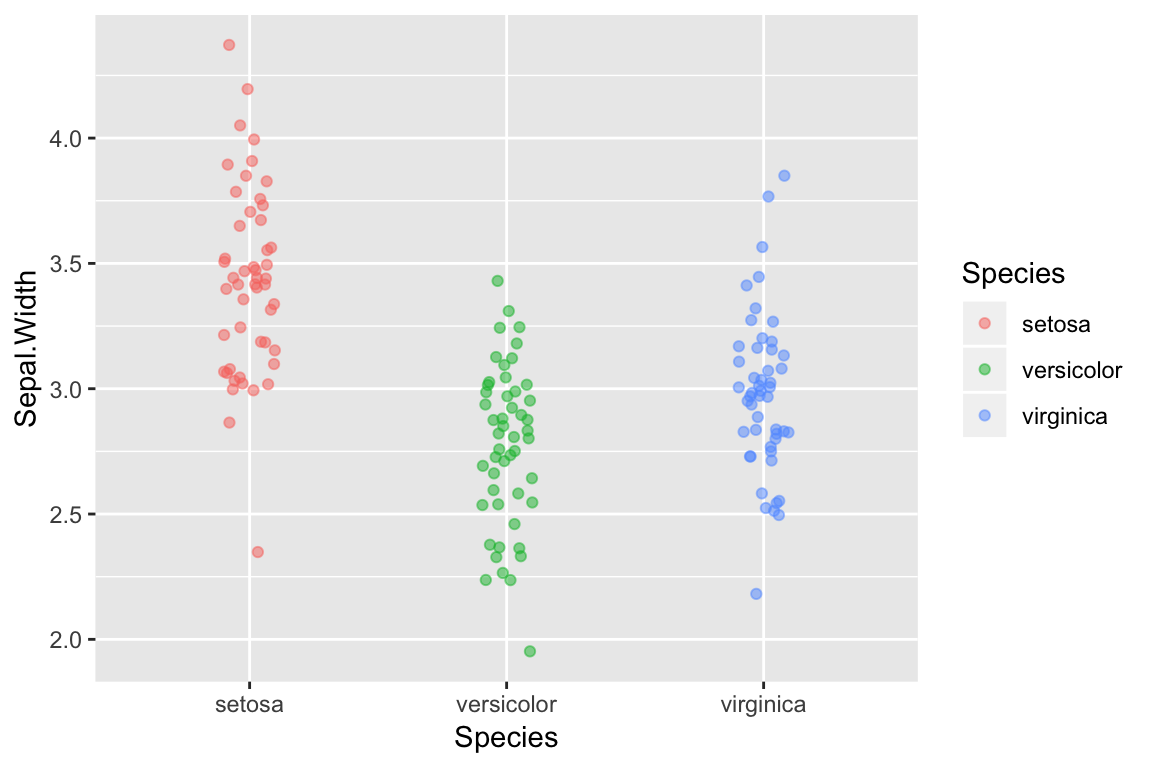 Sepal.Width
4.0
3.5
3.0
2.5
2.0
setosa versicolor virginica
Species
Species
setosa
versicolor
virginica